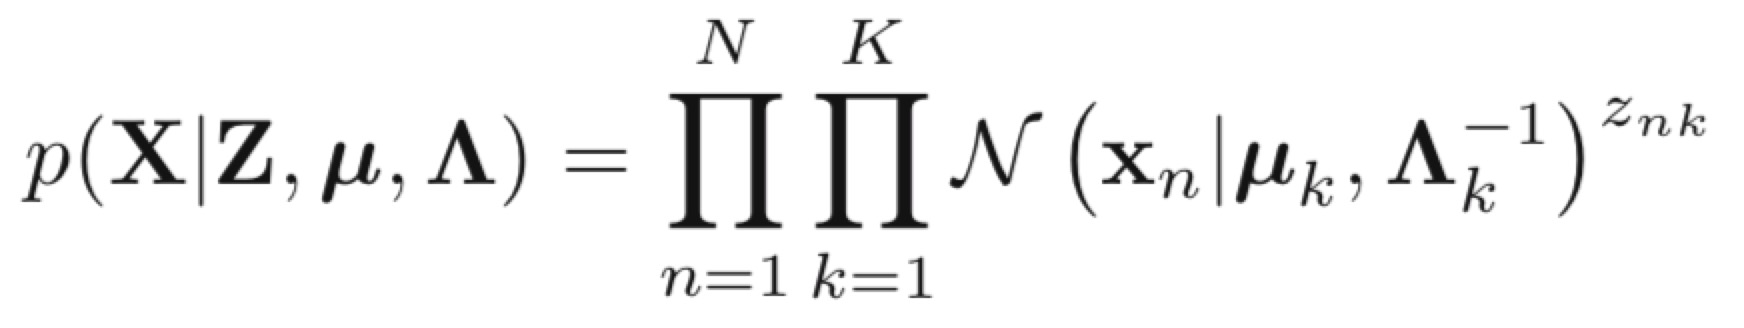 p(𝐗|𝐙, 𝝁, 𝚲) = ∏_{n=1}^{N} ∏_{k=1}^{K} 𝒩 (𝐱_n|𝝁_k, 𝚲_k^{-1})^{z_{nk}}